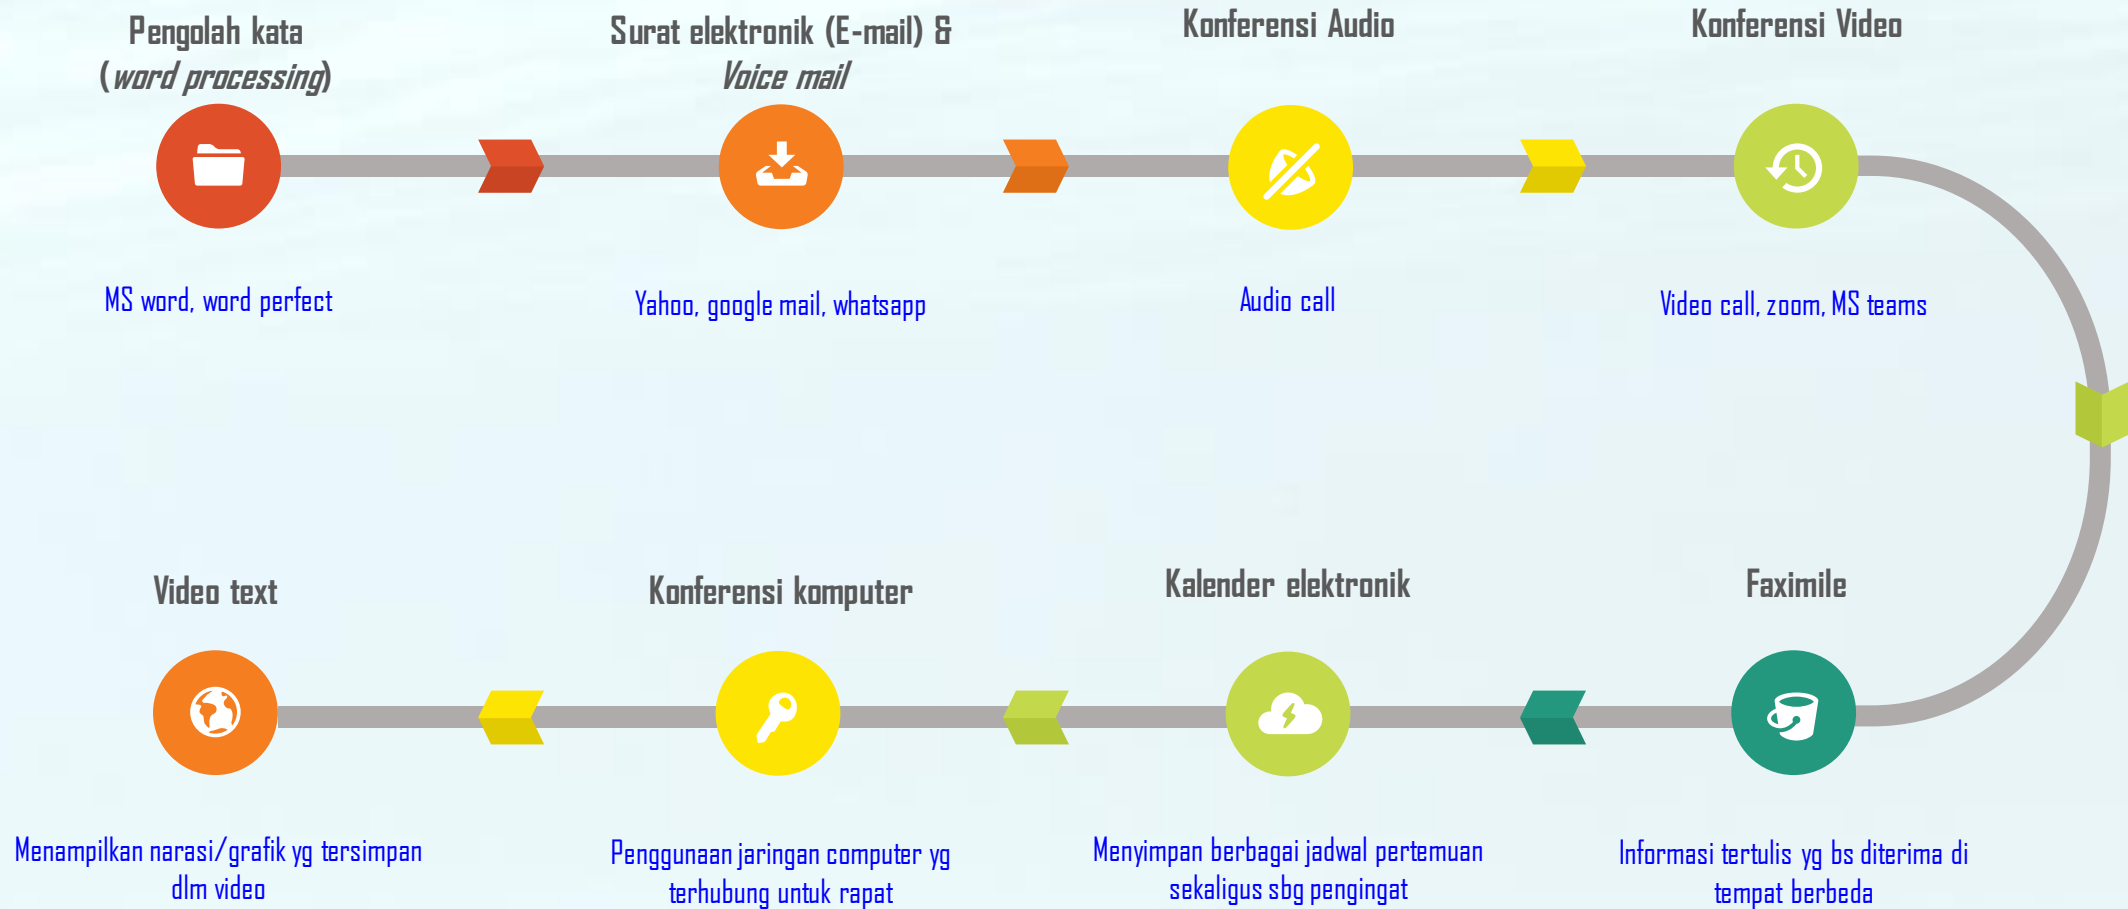 Pengolah kata
(word processing)
MS word, word perfect
Surat elektronik (E-mail) &
Voice mail
Yahoo, google mail, whatsapp
Konferensi Audio
Audio call
Konferensi Video
Video call, zoom, MS teams
Faximile
Informasi tertulis yg bs diterima di
tempat berbeda
Kalender elektronik
Menyimpan berbagai jadwal pertemuan
sekaligus sbg pengingat
Konferensi komputer
Penggunaan jaringan computer yg
terhubung untuk rapat
Video text
Menampilkan narasi/grafik yg tersimpan
dlm video